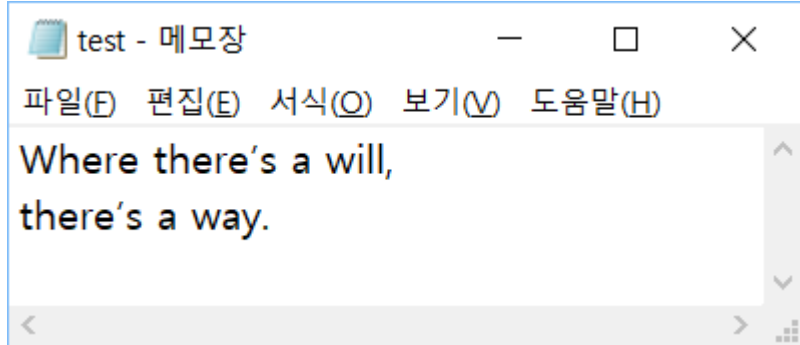 test - 메모장
파일(F) 편집(E) 서식(O) 보기(V) 도움말(H)
Where there's a will,
there's a way.